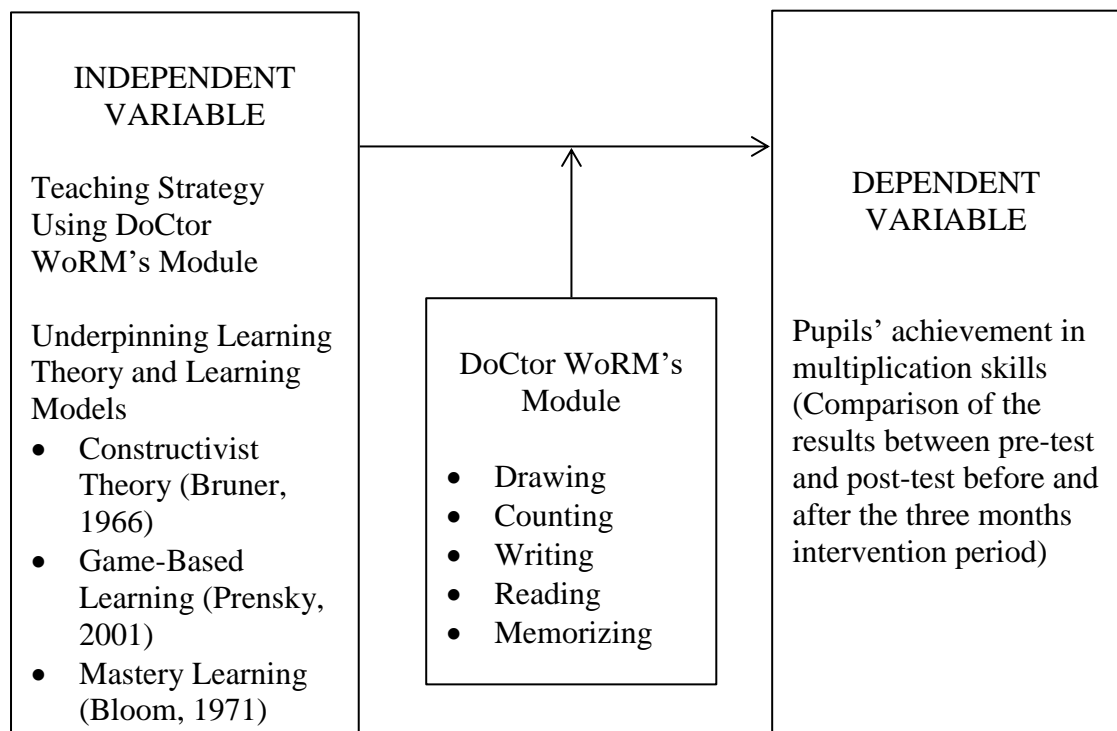 INDEPENDENT
VARIABLE
Teaching Strategy
Using DoCtor
WoRM’s Module
Underpinning Learning
Theory and Learning
Models
• Constructivist
Theory (Bruner,
1966)
• Game-Based
Learning (Prensky,
2001)
• Mastery Learning
(Bloom, 1971)
DoCtor WoRM’s
Module
• Drawing
• Counting
• Writing
• Reading
• Memorizing
DEPENDENT
VARIABLE
Pupils’ achievement in
multiplication skills
(Comparison of the
results between pre-test
and post-test before and
after the three months
intervention period)